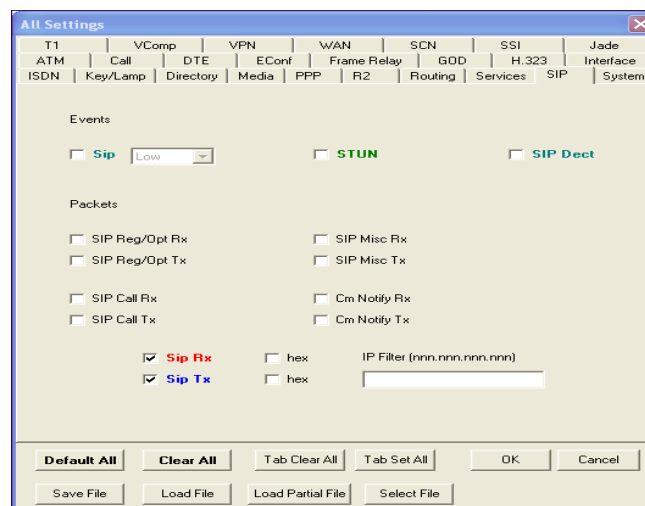 All Settings
T1 VComp VPN WAN SCN SSI Jade
ATM Call DTE EConf Frame Relay GOD H.323 Interface
ISDN Key/Lamp Directory Media PPP R2 Routing Services SIP System
Events
Sip Low STUN SIP Dect
Packets
SIP Reg/Opt Rx SIP Misc Rx
SIP Reg/Opt Tx SIP Misc Tx
SIP Call Rx Cm Notify Rx
SIP Call Tx Cm Notify Tx
Sip Rx hex IP Filter (nnn.nnn.nnn.nnn)
Sip Tx hex
Default All Clear All Tab Clear All Tab Set All OK Cancel
Save File Load File Load Partial File Select File